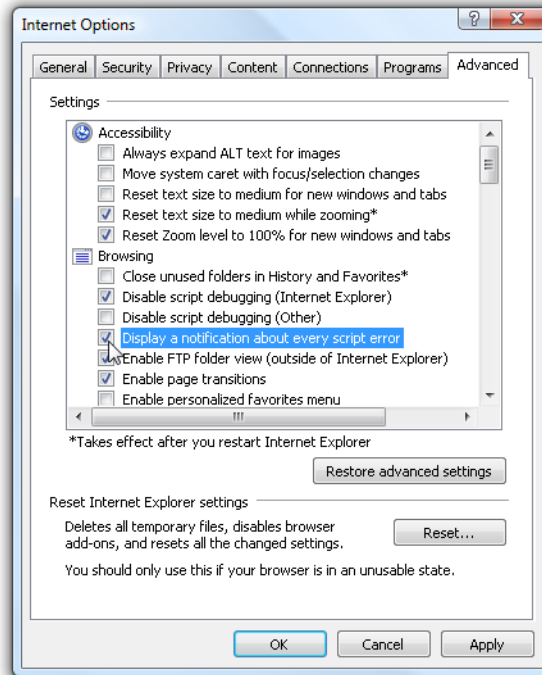 Internet Options
General Security Privacy Content Connections Programs Advanced
Settings
Accessibility
Always expand ALT text for images
Move system caret with focus/selection changes
Reset text size to medium for new windows and tabs
Reset text size to medium while zooming*
Reset Zoom level to 100% for new windows and tabs
Browsing
Close unused folders in History and Favorites*
Disable script debugging (Internet Explorer)
Disable script debugging (Other)
Display a notification about every script error
Enable FTP folder view (outside of Internet Explorer)
Enable page transitions
Enable personalized favorites menu
*Takes effect after you restart Internet Explorer
Restore advanced settings
Reset Internet Explorer settings
Deletes all temporary files, disables browser
add-ons, and resets all the changed settings.
Reset...
You should only use this if your browser is in an unusable state.
OK Cancel Apply